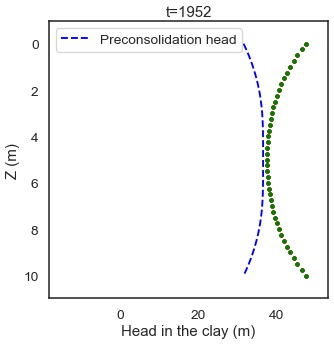 t=1952
Preconsolidation head
0
2
4
6
8
10
Z (m)
0 20 40
Head in the clay (m)